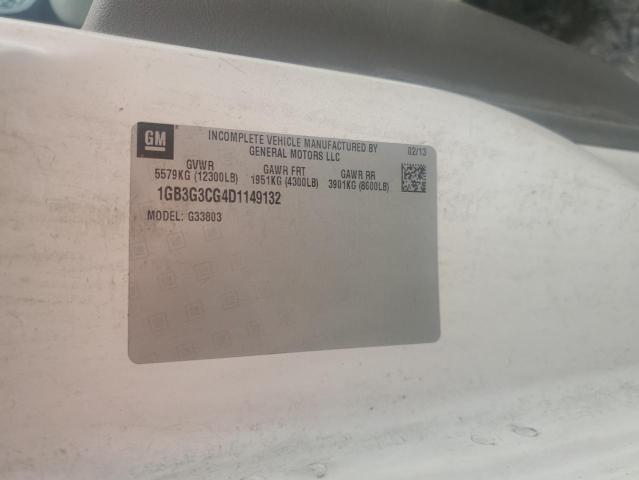 GM
INCOMPLETE VEHICLE MANUFACTURED BY
GENERAL MOTORS LLC
02/13
GVWR GAWR FRT GAWR RR
5579KG (12300LB) 1951KG (4300LB) 3901KG (8600LB)
1GB3G3CG4D1149132
MODEL: G33803